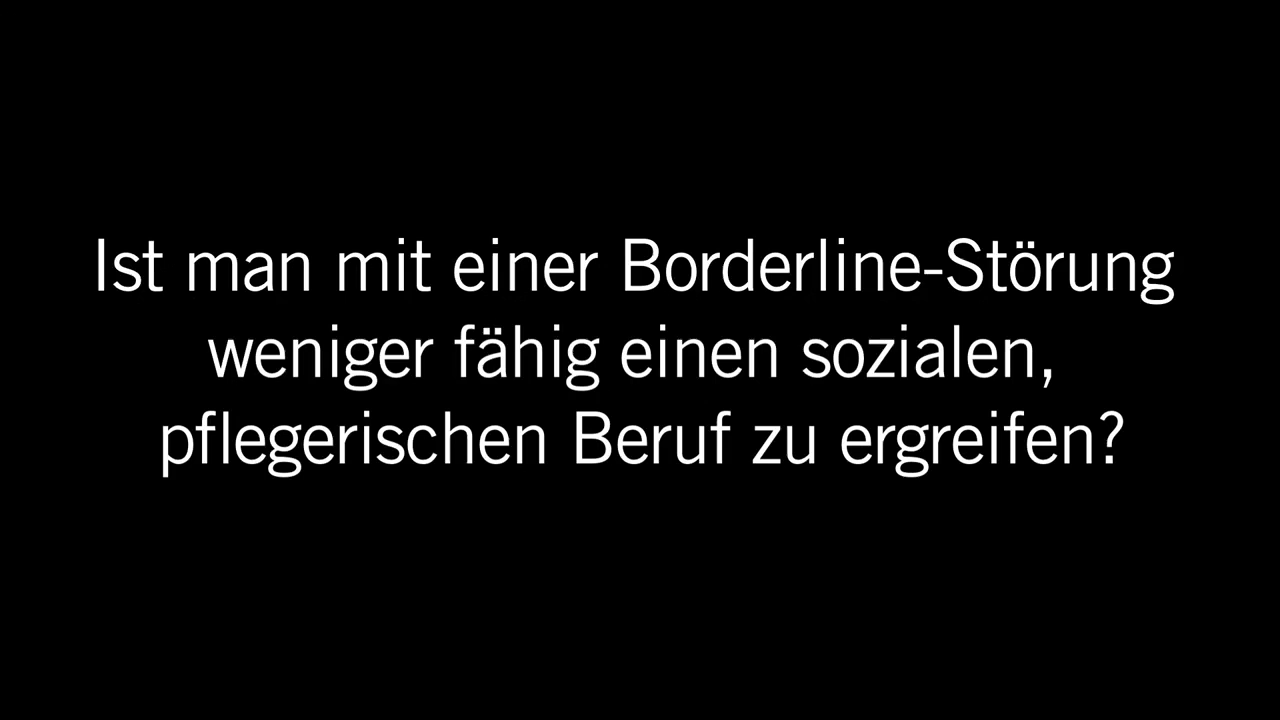 Ist man mit einer Borderline-Störung
weniger fähig einen sozialen,
pflegerischen Beruf zu ergreifen?